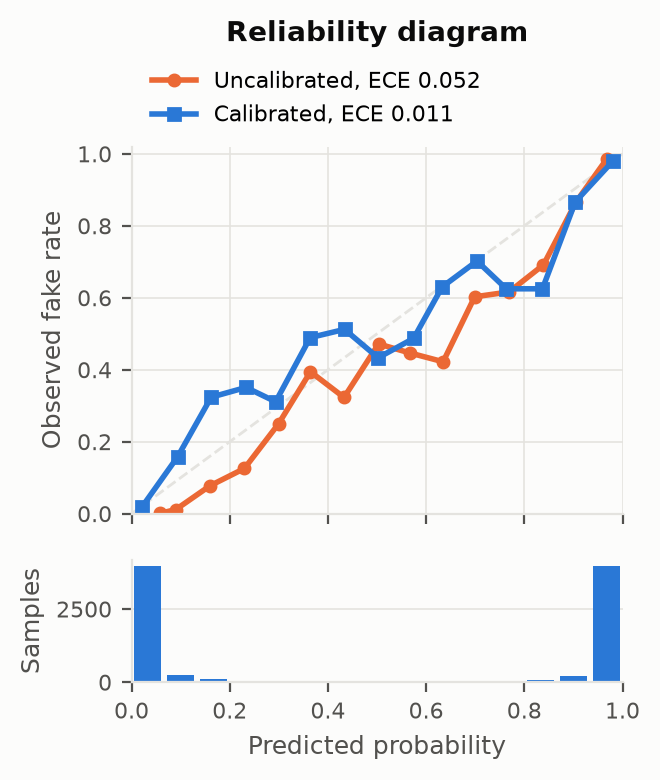 Reliability diagram
Uncalibrated, ECE 0.052
Calibrated, ECE 0.011
1.0
0.8
0.6
0.4
0.2
0.0
Observed fake rate
2500
0
Samples
0.0 0.2 0.4 0.6 0.8 1.0
Predicted probability